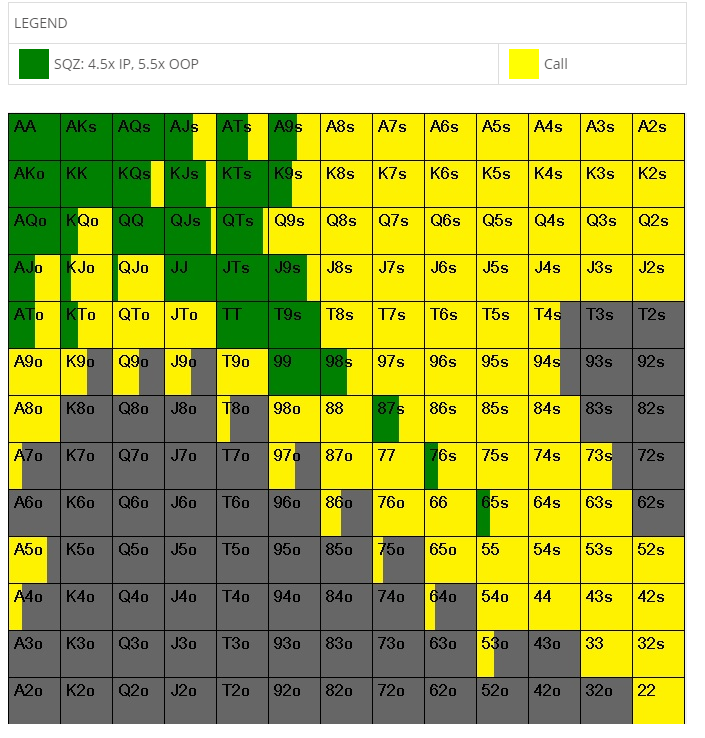 LEGEND
SQZ: 4.5x IP, 5.5x OOP Call
AA AKs AQs AJs ATs A9s A8s A7s A6s A5s A4s A3s A2s
AKo KK KQs KJs KTs K9s K8s K7s K6s K5s K4s K3s K2s
AQo KQo QQ QJs QTs Q9s Q8s Q7s Q6s Q5s Q4s Q3s Q2s
AJo KJo QJo JJ JTs J9s J8s J7s J6s J5s J4s J3s J2s
ATo KTo QTo JTo TT T9s T8s T7s T6s T5s T4s T3s T2s
A9o K9o Q9o J9o T9o 99 98s 97s 96s 95s 94s 93s 92s
A8o K8o Q8o J8o T8o 98o 88 87s 86s 85s 84s 83s 82s
A7o K7o Q7o J7o T7o 97o 87o 77 76s 75s 74s 73s 72s
A6o K6o Q6o J6o T6o 96o 86o 76o 66 65s 64s 63s 62s
A5o K5o Q5o J5o T5o 95o 85o 75o 65o 55 54s 53s 52s
A4o K4o Q4o J4o T4o 94o 84o 74o 64o 54o 44 43s 42s
A3o K3o Q3o J3o T3o 93o 83o 73o 63o 53o 43o 33 32s
A2o K2o Q2o J2o T2o 92o 82o 72o 62o 52o 42o 32o 22